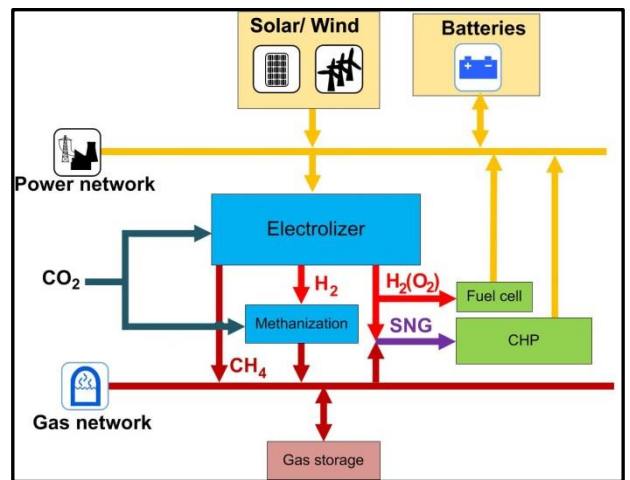 Solar/ Wind
Batteries
Power network
Electrolizer
CO₂
H₂
H₂(O₂)
Fuel cell
Methanization
SNG
CHP
CH₄
Gas network
Gas storage